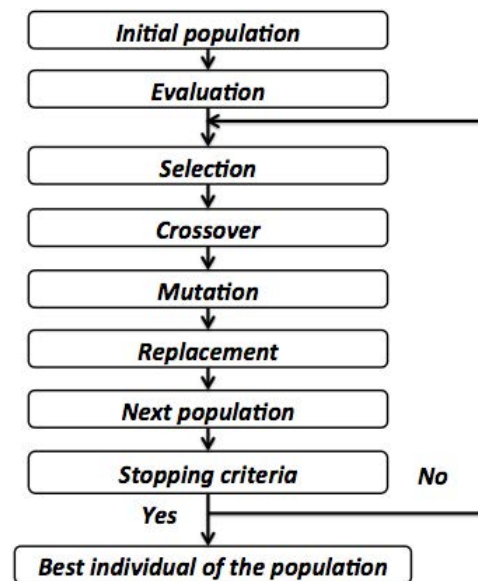 Initial population
Evaluation
Selection
Crossover
Mutation
Replacement
Next population
Stopping criteria
No
Yes
Best individual of the population